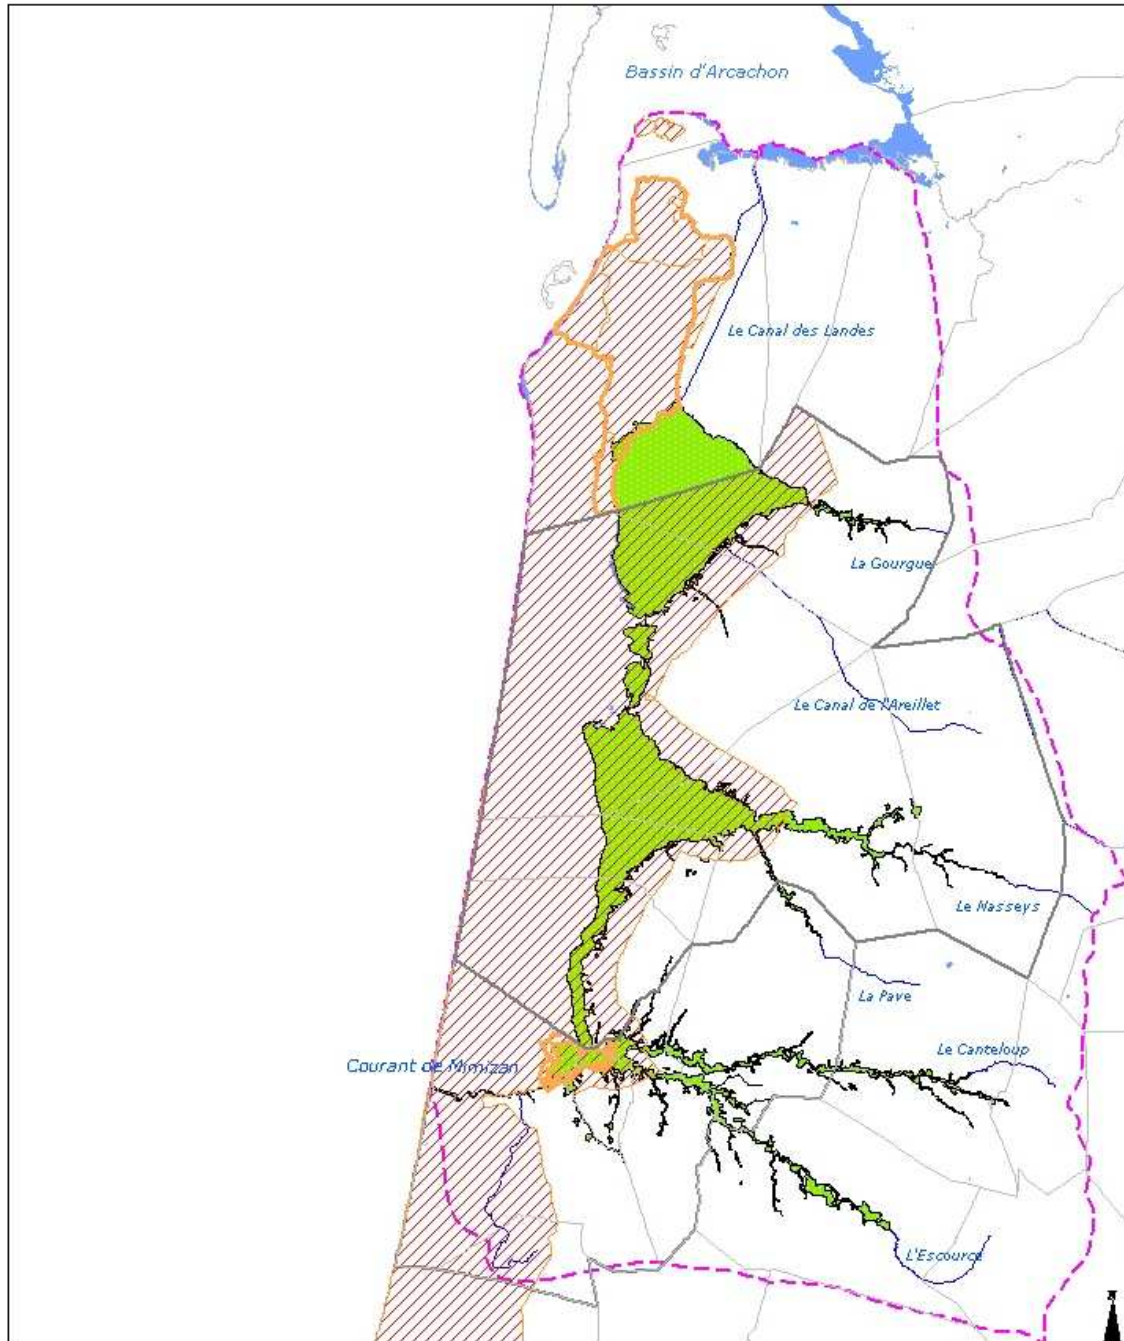 Bassin d'Arcachon
Le Canal des Landes
La Gourgue
Le Canal de l'Areillet
Le Nasseys
La Pave
Le Canteloup
Courant de Mimizan
L'Escource
N